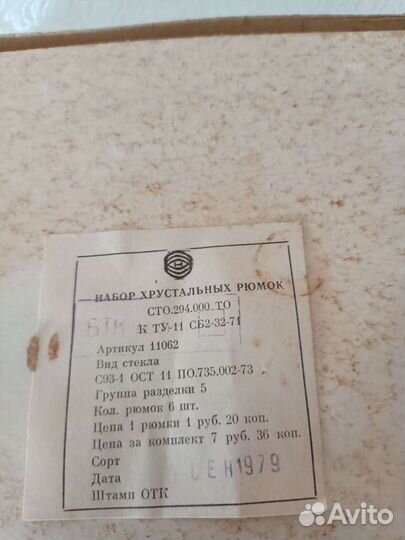 НАБОР ХРУСТАЛЬНЫХ РЮМОК
СТО.294.000 ТО
БТК
К ТУ-11 СБ2-32-71
Артикул 11062
Вид стекла
С93-1 ОСТ 11 ПО.735.002-73
Группа разделки 5
Кол. рюмок 6 шт.
Цена 1 рюмки 1 руб. 20 коп.
Цена за комплект 7 руб. 36 коп.
Сорт
Дата 1979
Штамп ОТК
Avito